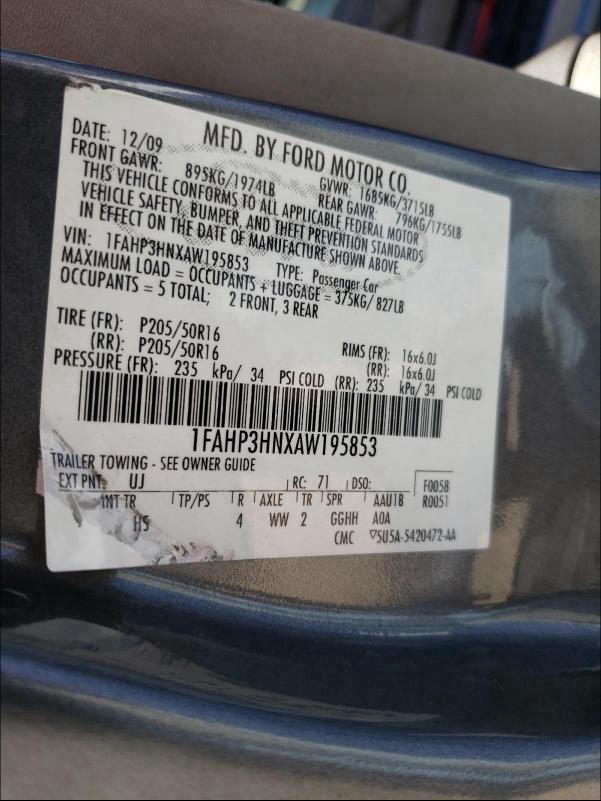 MFD. BY FORD MOTOR CO.
DATE: 12/09 GVWR: 1685KG/3715LB
FRONT GAWR: 895KG/1974LB REAR GAWR: 796KG/1755LB
THIS VEHICLE CONFORMS TO ALL APPLICABLE FEDERAL MOTOR
VEHICLE SAFETY, BUMPER, AND THEFT PREVENTION STANDARDS
IN EFFECT ON THE DATE OF MANUFACTURE SHOWN ABOVE.
VIN: 1FAHP3HNXAW195853 TYPE: Passenger Car
MAXIMUM LOAD = OCCUPANTS + LUGGAGE = 375KG/ 827LB
OCCUPANTS = 5 TOTAL; 2 FRONT, 3 REAR
TIRE (FR): P205/50R16 RIMS (FR): 16x6.0J
(RR): P205/50R16 (RR): 16x6.0J
PRESSURE (FR): 235 kPa/ 34 PSI COLD (RR): 235 kPa/ 34 PSI COLD
1FAHP3HNXAW195853
TRAILER TOWING - SEE OWNER GUIDE
EXT PNT: UJ RC: 71 DSO: F0058
INT TR TP/PS R AXLE TR SPR AAU1B R0051
HS 4 WW 2 GGHH A0A
CMC ▽5U5A-5420472-AA